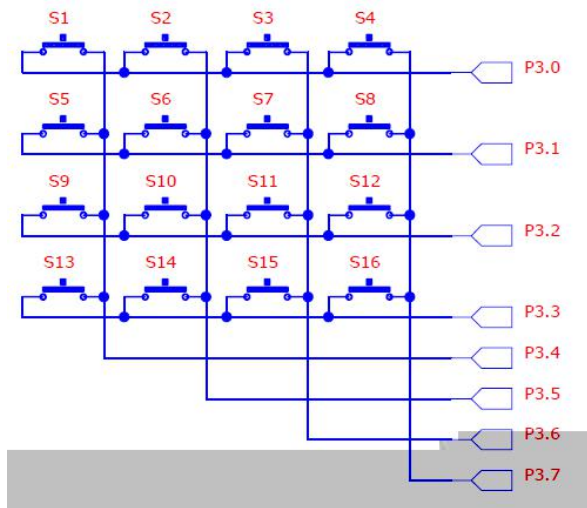 S1 S2 S3 S4
P3.0
S5 S6 S7 S8
P3.1
S9 S10 S11 S12
P3.2
S13 S14 S15 S16
P3.3
P3.4
P3.5
P3.6
P3.7